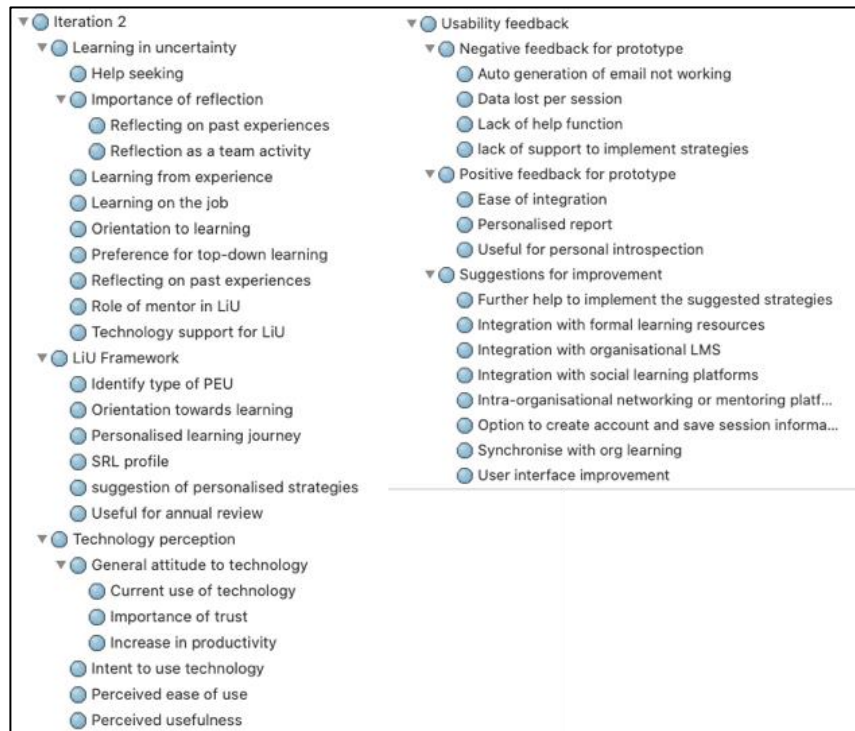 Iteration 2
Learning in uncertainty
Help seeking
Importance of reflection
Reflecting on past experiences
Reflection as a team activity
Learning from experience
Learning on the job
Orientation to learning
Preference for top-down learning
Reflecting on past experiences
Role of mentor in LiU
Technology support for LiU
LiU Framework
Identify type of PEU
Orientation towards learning
Personalised learning journey
SRL profile
suggestion of personalised strategies
Useful for annual review
Technology perception
General attitude to technology
Current use of technology
Importance of trust
Increase in productivity
Intent to use technology
Perceived ease of use
Perceived usefulness
Usability feedback
Negative feedback for prototype
Auto generation of email not working
Data lost per session
Lack of help function
lack of support to implement strategies
Positive feedback for prototype
Ease of integration
Personalised report
Useful for personal introspection
Suggestions for improvement
Further help to implement the suggested strategies
Integration with formal learning resources
Integration with organisational LMS
Integration with social learning platforms
Intra-organisational networking or mentoring platf...
Option to create account and save session informa...
Synchronise with org learning
User interface improvement